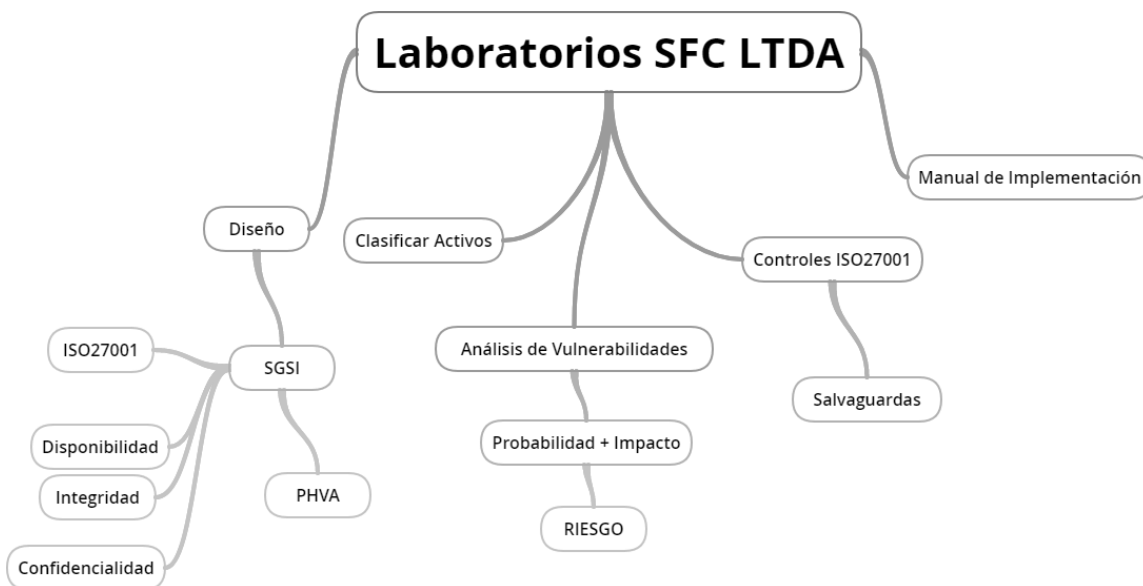 Laboratorios SFC LTDA
Manual de Implementación
Diseño
Clasificar Activos
Controles ISO27001
ISO27001
SGSI
Análisis de Vulnerabilidades
Salvaguardas
Disponibilidad
Probabilidad + Impacto
Integridad
PHVA
RIESGO
Confidencialidad